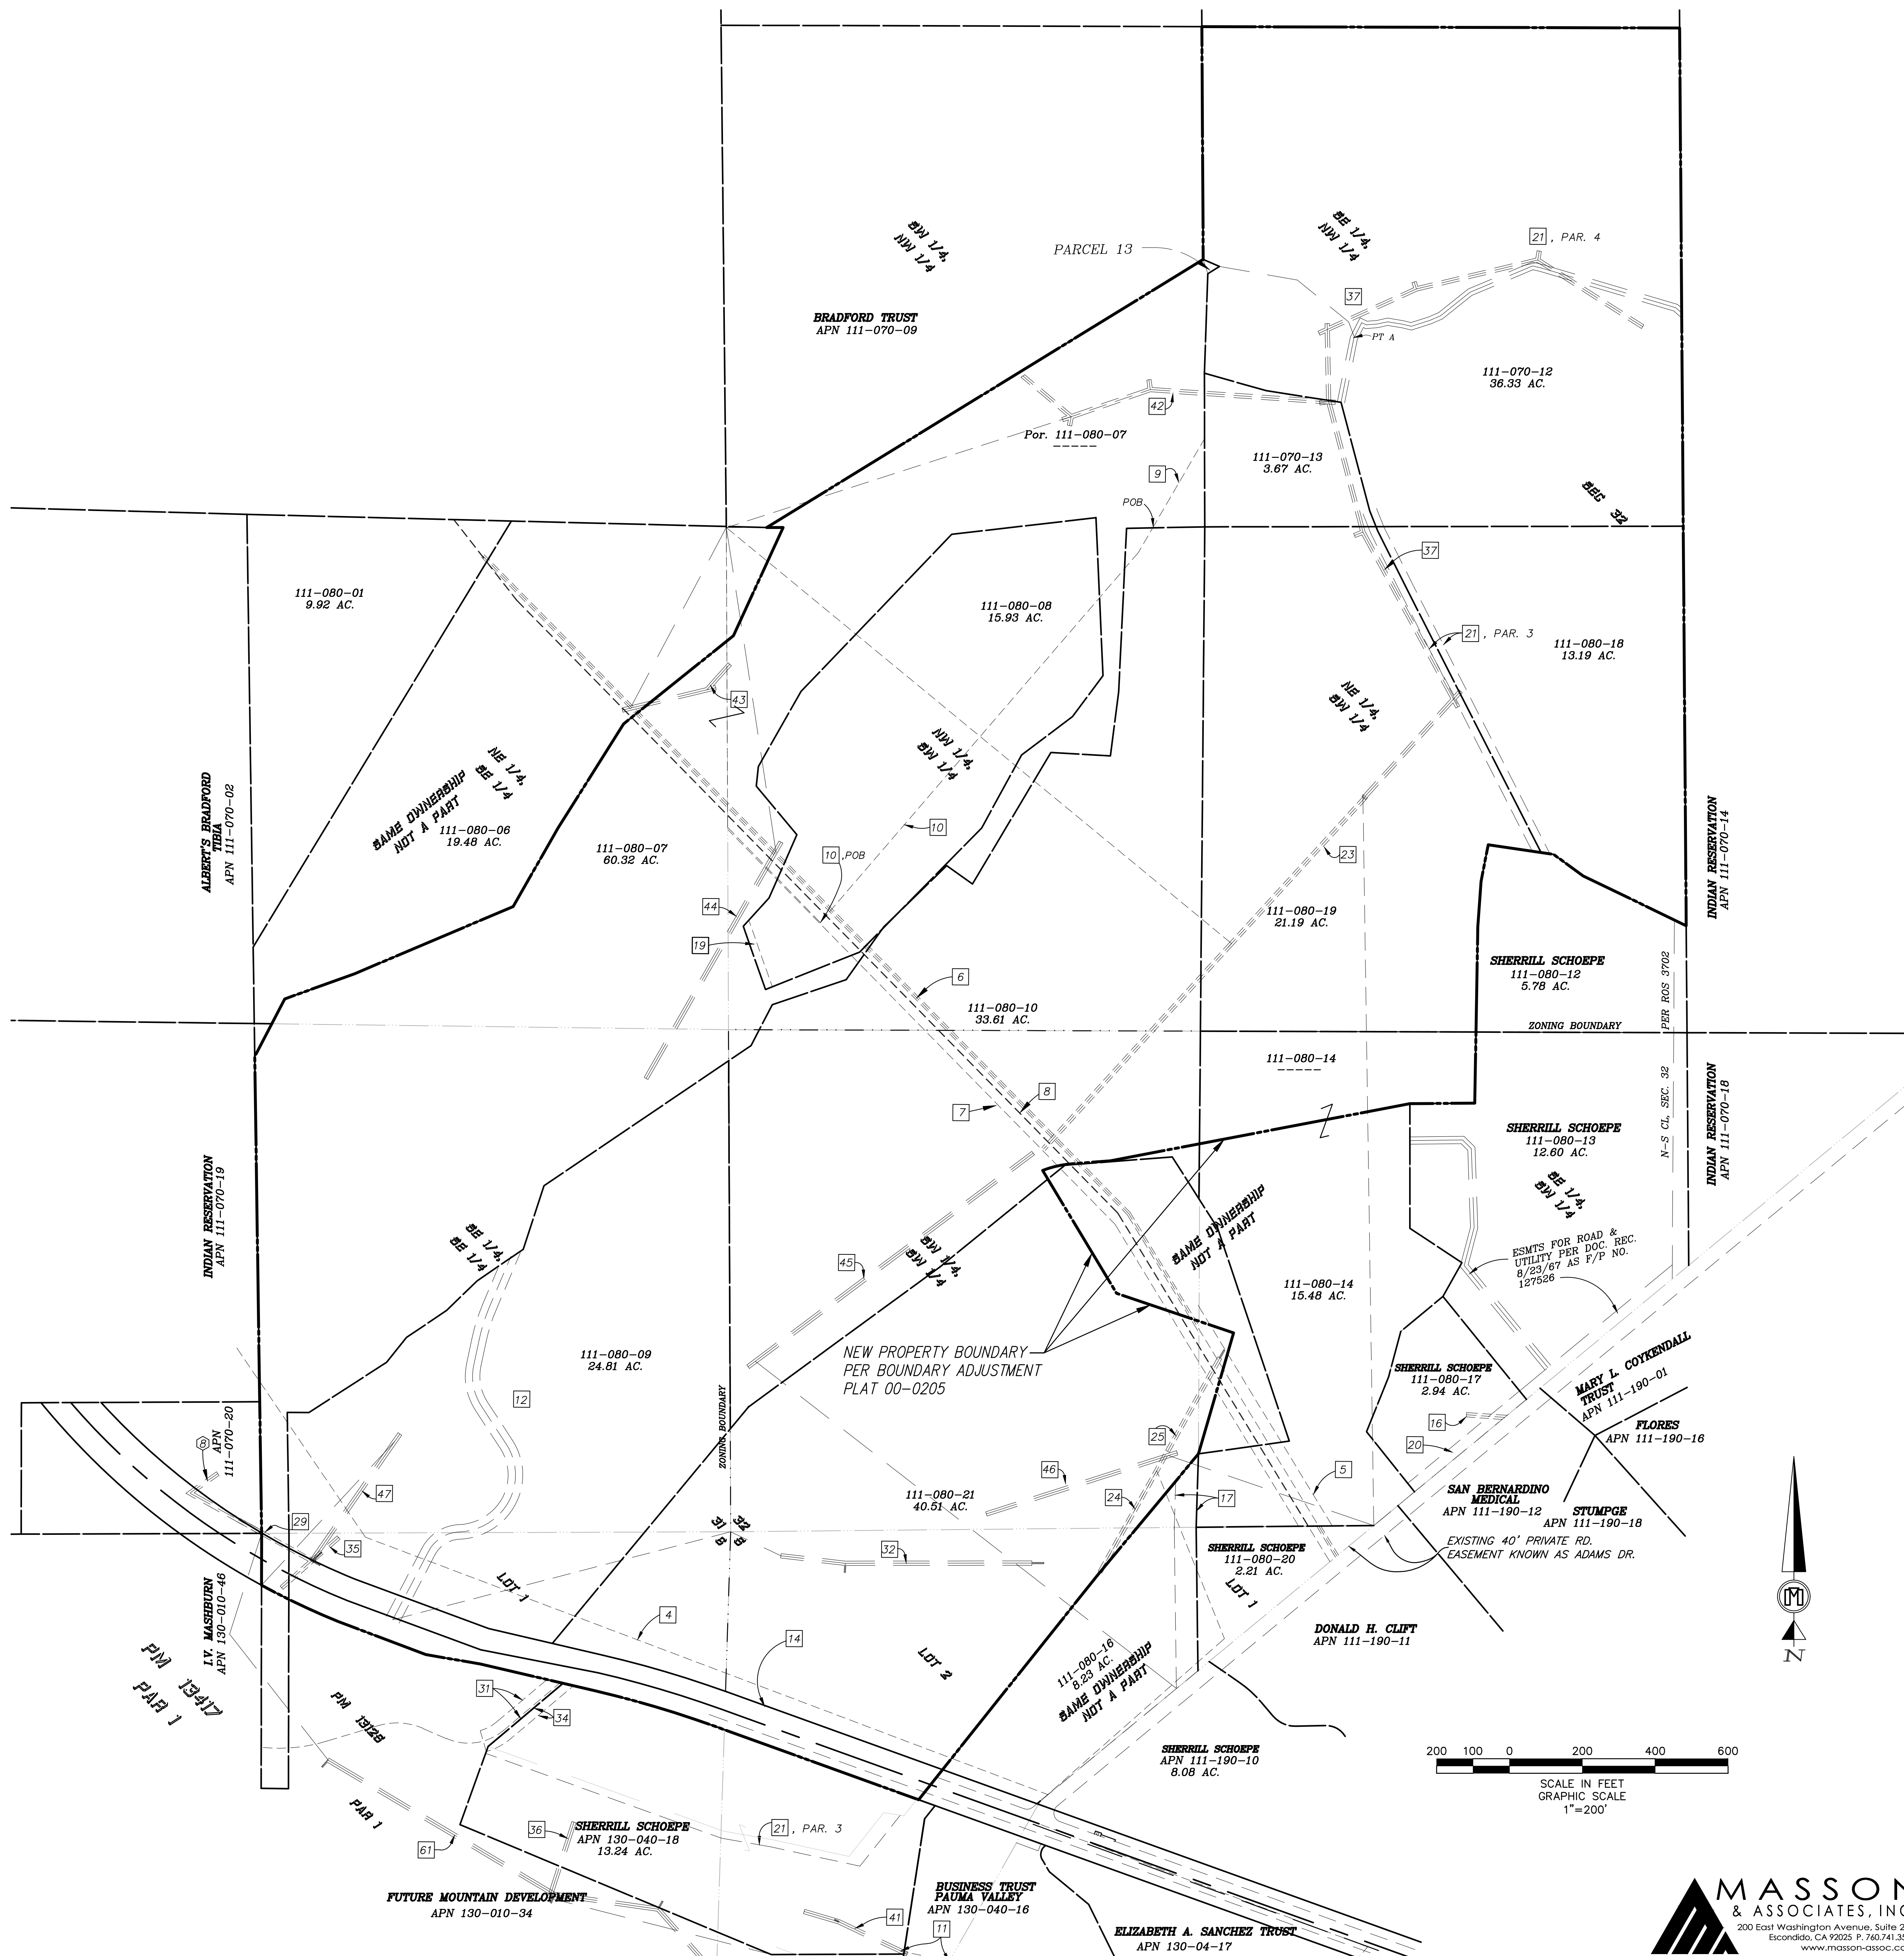 SW 1/4,
NW 1/4
SE 1/4,
NW 1/4
21 , PAR. 4
PARCEL 13
37
BRADFORD TRUST
APN 111-070-09
PT A
111-070-12
36.33 AC.
42
Por. 111-080-07
------
111-070-13
3.67 AC.
9
POB
SEC 32
37
111-080-01
9.92 AC.
111-080-08
15.93 AC.
21 , PAR. 3
111-080-18
13.19 AC.
43
NE 1/4,
SW 1/4
NW 1/4,
SW 1/4
NE 1/4,
SE 1/4
SAME OWNERSHIP
NOT A PART
111-080-06
19.48 AC.
ALBERT'S BRADFORD
TIBIA
APN 111-070-02
111-080-07
60.32 AC.
10
10 ,POB
23
INDIAN RESERVATION
APN 111-070-14
44
19
111-080-19
21.19 AC.
SHERRILL SCHOEPE
111-080-12
5.78 AC.
6
111-080-10
33.61 AC.
PER ROS 3702
ZONING BOUNDARY
111-080-14
------
8
7
N-S CL, SEC. 32
INDIAN RESERVATION
APN 111-070-18
SHERRILL SCHOEPE
111-080-13
12.60 AC.
SE 1/4,
SW 1/4
INDIAN RESERVATION
APN 111-070-19
SE 1/4,
SE 1/4
SW 1/4,
SW 1/4
45
SAME OWNERSHIP
NOT A PART
ESMTS FOR ROAD &
UTILITY PER DOC. REC.
8/23/67 AS F/P NO.
127526
111-080-14
15.48 AC.
NEW PROPERTY BOUNDARY
PER BOUNDARY ADJUSTMENT
PLAT 00-0205
111-080-09
24.81 AC.
SHERRILL SCHOEPE
111-080-17
2.94 AC.
MARY L. COYKENDALL
TRUST
APN 111-190-01
12
16
FLORES
APN 111-190-16
20
ZONING BOUNDARY
8
APN
111-070-20
25
46
5
47
111-080-21
40.51 AC.
24
17
SAN BERNARDINO
MEDICAL
APN 111-190-12
STUMPGE
APN 111-190-18
29
31 32
6 5
35
32
EXISTING 40' PRIVATE RD.
EASEMENT KNOWN AS ADAMS DR.
SHERRILL SCHOEPE
111-080-20
2.21 AC.
LOT 1
LOT 1
I.V. MASHBURN
APN 130-010-46
4
14
DONALD H. CLIFT
APN 111-190-11
LOT 2
111-080-16
8.23 AC.
SAME OWNERSHIP
NOT A PART
PM 13417
PAR 1
31
34
PM 13128
SHERRILL SCHOEPE
APN 111-190-10
8.08 AC.
200 100 0 200 400 600
SCALE IN FEET
GRAPHIC SCALE
1"=200'
M
N
PAR 1
36
61
SHERRILL SCHOEPE
APN 130-040-18
13.24 AC.
21 , PAR. 3
FUTURE MOUNTAIN DEVELOPMENT
APN 130-010-34
BUSINESS TRUST
PAUMA VALLEY
APN 130-040-16
41
11
ELIZABETH A. SANCHEZ TRUST
APN 130-04-17
MASSON
& ASSOCIATES, INC
200 East Washington Avenue, Suite 2
Escondido, CA 92025 P. 760.741.3
www.masson-assoc.c